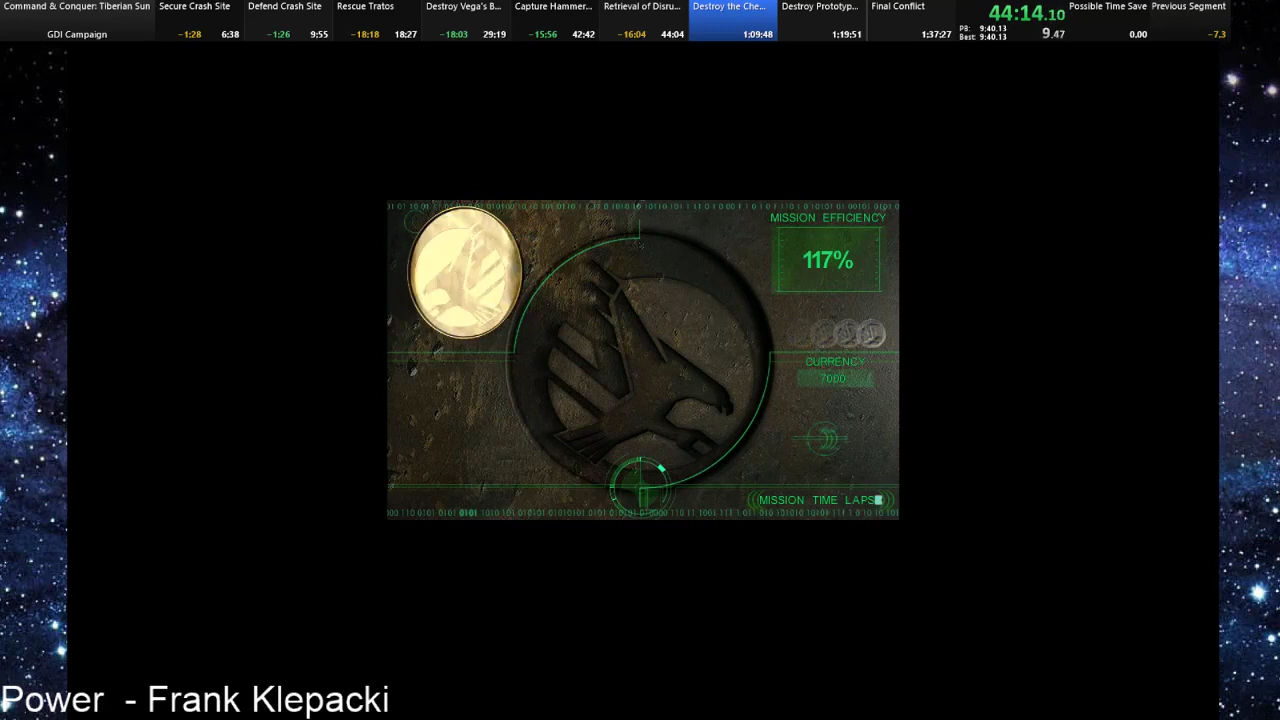 Command & Conquer: Tiberian Sun
GDI Campaign
Secure Crash Site
−1:28 6:38
Defend Crash Site
−1:26 9:55
Rescue Tratos
−18:18 18:27
Destroy Vega's B...
−18:03 29:19
Capture Hammer...
−15:56 42:42
Retrieval of Disru...
−16:04 44:04
Destroy the Che...
1:09:48
Destroy Prototyp...
1:19:51
Final Conflict
1:37:27
44:14.10
PB: 9:40.13
Best: 9:40.13
9.47
Possible Time Save
0.00
Previous Segment
−7.3
MISSION EFFICIENCY
117%
CURRENCY
7000
MISSION TIME LAPS
Power - Frank Klepacki